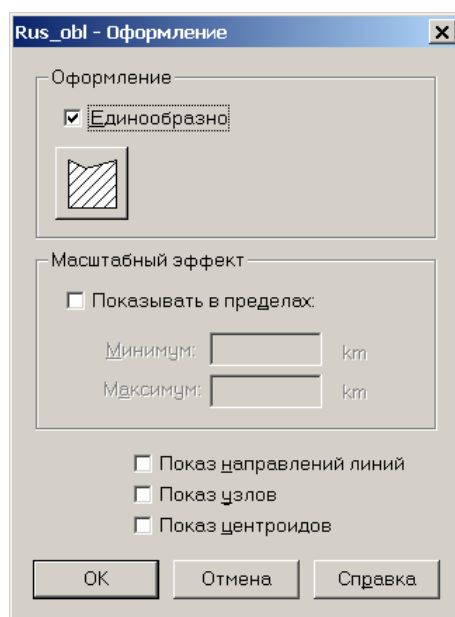 Rus_obl - Оформление
Оформление
Единообразно
Масштабный эффект
Показывать в пределах:
Минимум: km
Максимум: km
Показ направлений линий
Показ узлов
Показ центроидов
OK Отмена Справка